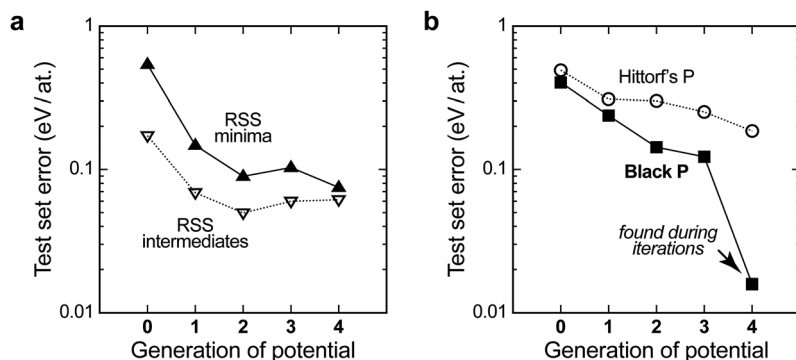 a
1
0.1
0.01
Test set error (eV / at.)
RSS
minima
RSS
intermediates
0 1 2 3 4
Generation of potential
b
1
0.1
0.01
Test set error (eV / at.)
Hittorf's P
Black P
found during
iterations
0 1 2 3 4
Generation of potential